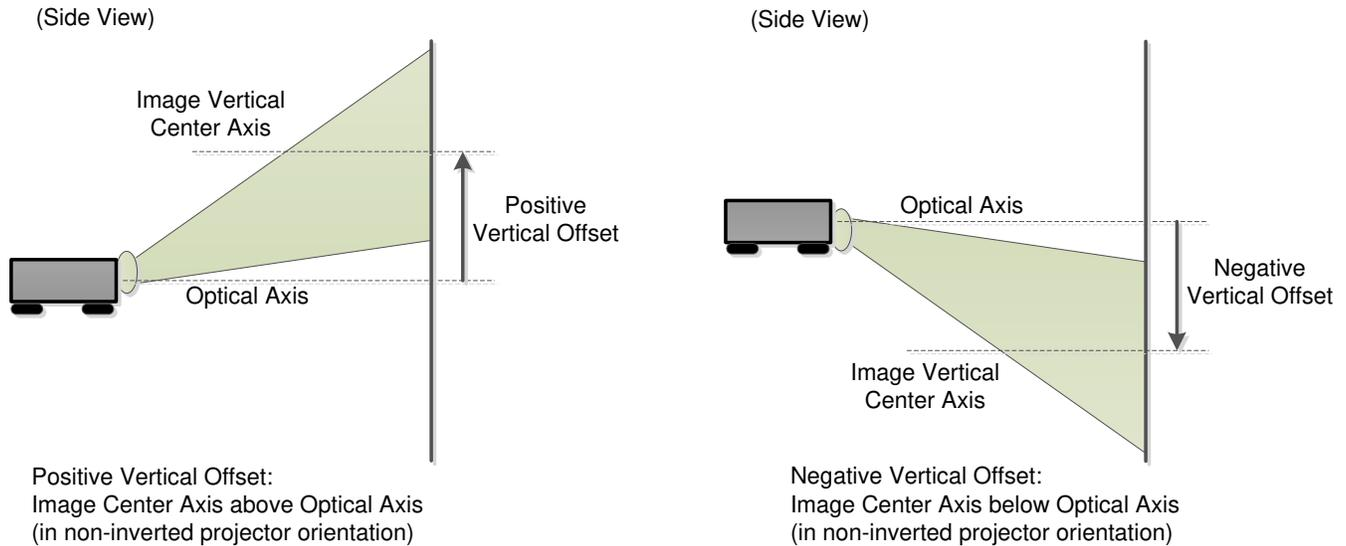 (Side View)
Image Vertical
Center Axis
Positive
Vertical Offset
Optical Axis
Positive Vertical Offset:
Image Center Axis above Optical Axis
(in non-inverted projector orientation)
(Side View)
Optical Axis
Negative
Vertical Offset
Image Vertical
Center Axis
Negative Vertical Offset:
Image Center Axis below Optical Axis
(in non-inverted projector orientation)